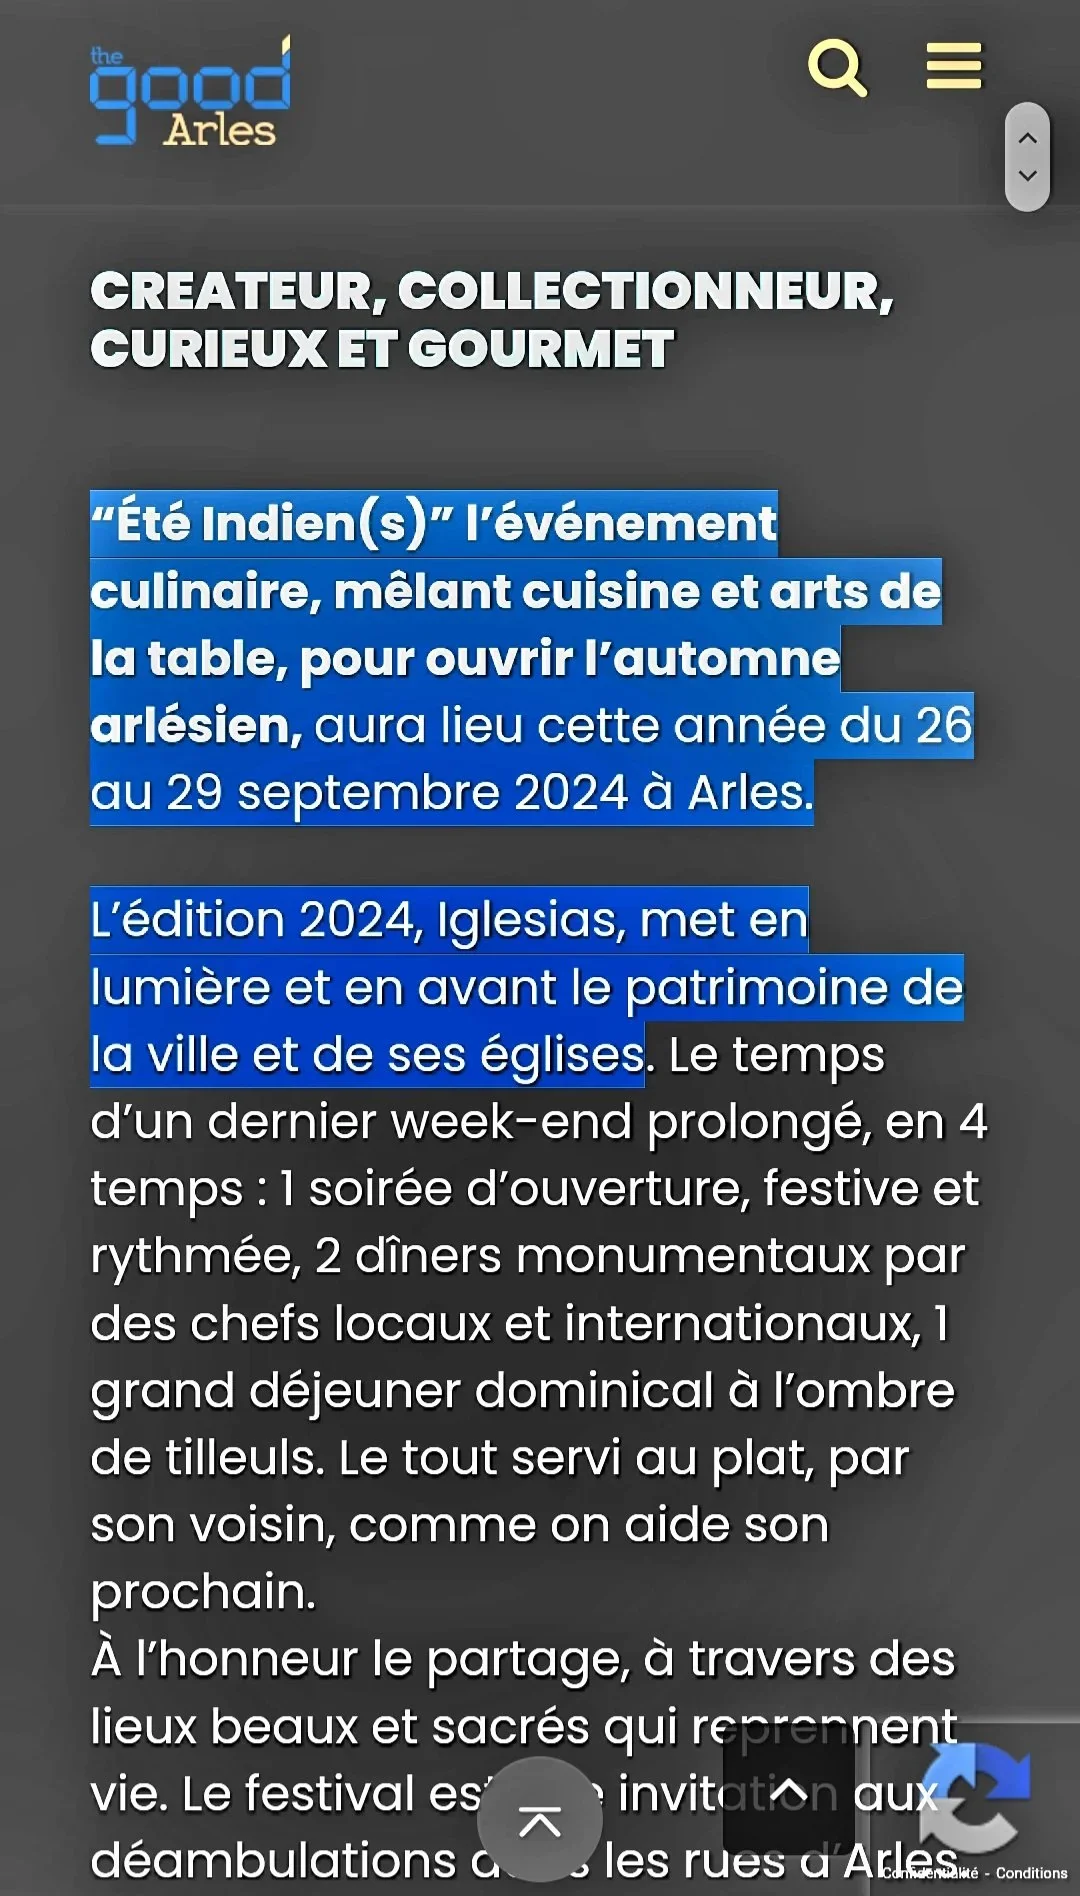 the
good
Arles
CREATEUR, COLLECTIONNEUR,
CURIEUX ET GOURMET
“Été Indien(s)” l’événement
culinaire, mêlant cuisine et arts de
la table, pour ouvrir l’automne
arlésien, aura lieu cette année du 26
au 29 septembre 2024 à Arles.
L’édition 2024, Iglesias, met en
lumière et en avant le patrimoine de
la ville et de ses églises. Le temps
d’un dernier week-end prolongé, en 4
temps : 1 soirée d’ouverture, festive et
rythmée, 2 dîners monumentaux par
des chefs locaux et internationaux, 1
grand déjeuner dominical à l’ombre
de tilleuls. Le tout servi au plat, par
son voisin, comme on aide son
prochain.
À l’honneur le partage, à travers des
lieux beaux et sacrés qui reprennent
vie. Le festival invitation aux
déambulations les rues d’Arles
Confidentialité - Conditions